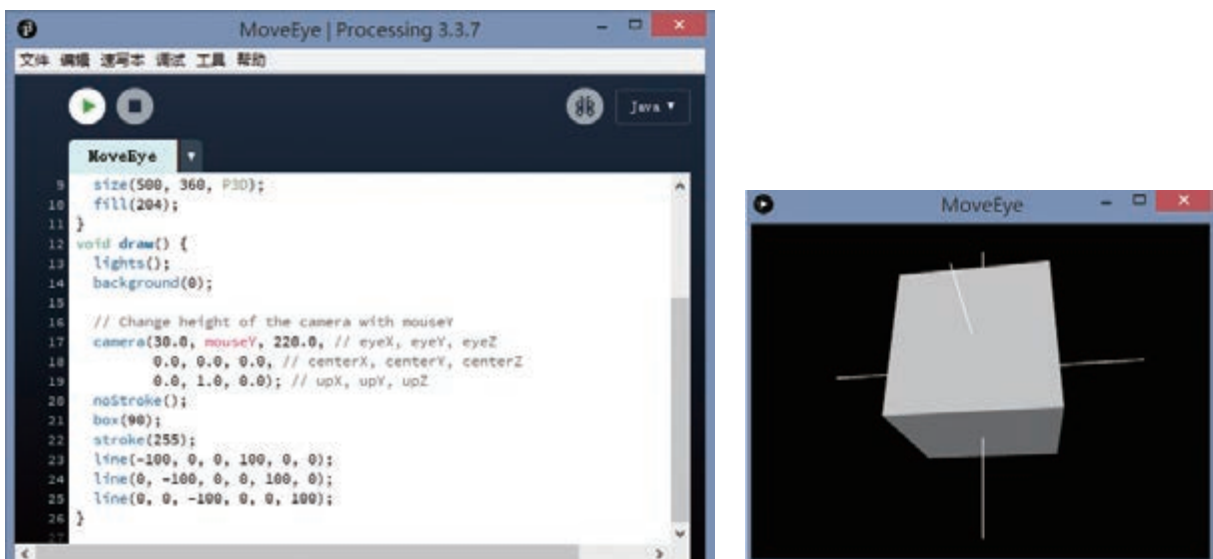 MoveEye | Processing 3.3.7
文件 编辑 速写本 调试 工具 帮助
Java ▼
MoveEye ▼
9 size(500, 360, P3D);
10 fill(204);
11 }
12 void draw() {
13 lights();
14 background(0);
15
16 // Change height of the camera with mouseY
17 camera(30.0, mouseY, 220.0, // eyeX, eyeY, eyeZ
18 0.0, 0.0, 0.0, // centerX, centerY, centerZ
19 0.0, 1.0, 0.0); // upX, upY, upZ
20 noStroke();
21 box(90);
22 stroke(255);
23 line(-100, 0, 0, 100, 0, 0);
24 line(0, -100, 0, 0, 100, 0);
25 line(0, 0, -100, 0, 0, 100);
26 }
27
MoveEye